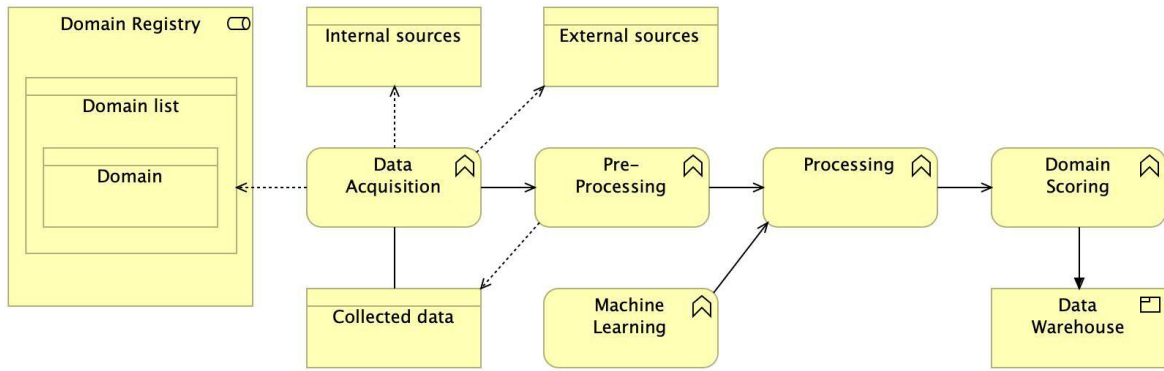 Domain Registry
Domain list
Domain
Internal sources
External sources
Data
Acquisition
Pre-
Processing
Processing
Domain
Scoring
Collected data
Machine
Learning
Data
Warehouse